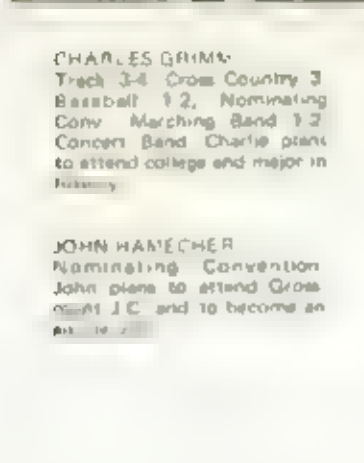 CHARLES GRIMM
Track 3-4 Cross Country 3
Baseball 1 2, Nominating
Conv Marching Band 1 2
Concert Band Charlie plans
to attend college and major in
JOHN HAMECHER
Nominating Convention
John plans to attend
J.C. and to become an